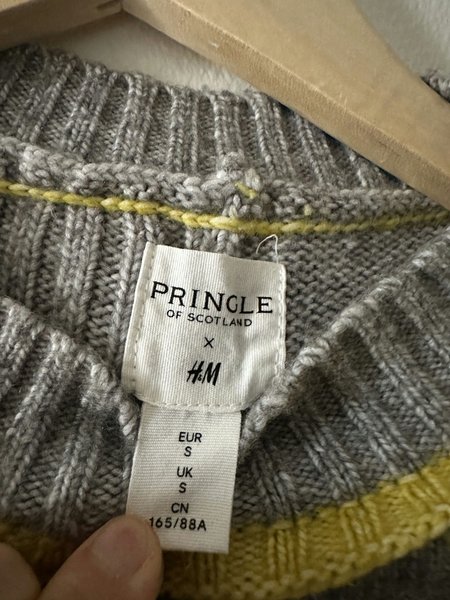 PRINGLE
OF SCOTLAND
x
H&M
EUR
S
UK
S
CN
165/88A